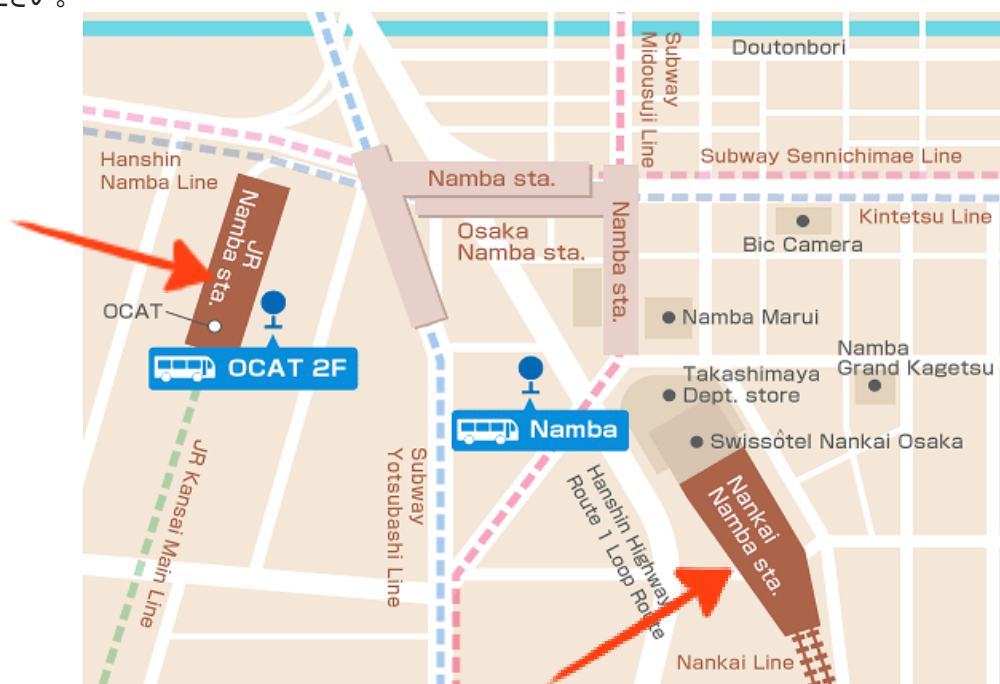 ださい。
Doutonbori
Subway
Midousuji Line
Hanshin
Namba Line
Namba sta.
Subway Sennichimae Line
Kintetsu Line
Osaka
Namba sta.
Namba sta.
Bic Camera
JR
Namba sta.
OCAT
OCAT 2F
Namba Marui
Namba
Grand Kagetsu
Takashimaya
Dept. store
Namba
Swissôtel Nankai Osaka
JR Kansai Main Line
Subway
Yotsubashi Line
Hanshin Highway
Route 1 Loop Route
Nankai
Namba sta.
Nankai Line